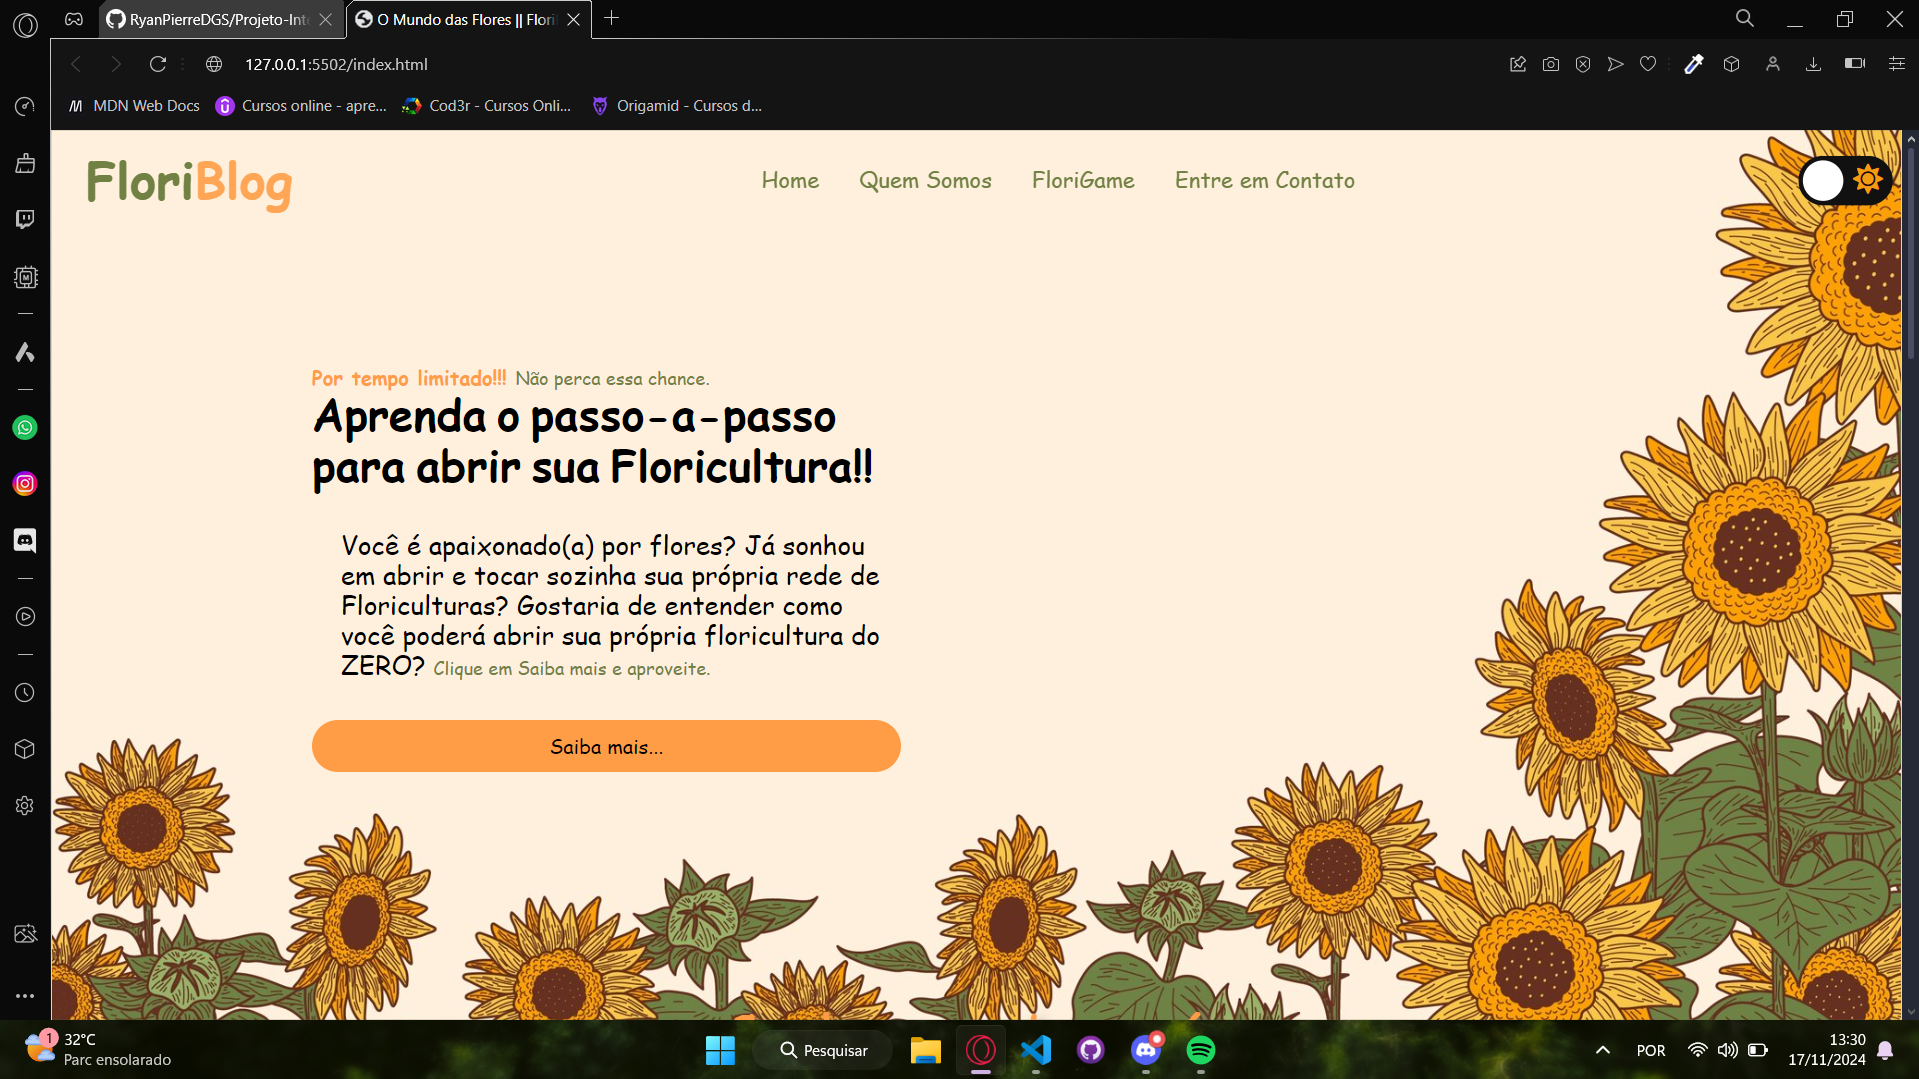 RyanPierreDGS/Projeto-Inte
O Mundo das Flores || Flori
127.0.0.1:5502/index.html
MDN Web Docs
Cursos online - apre...
Cod3r - Cursos Onli...
Origamid - Cursos d...
FloriBlog
Home
Quem Somos
FloriGame
Entre em Contato
Por tempo limitado!!! Não perca essa chance.
Aprenda o passo-a-passo
para abrir sua Floricultura!!
Você é apaixonado(a) por flores? Já sonhou
em abrir e tocar sozinha sua própria rede de
Floriculturas? Gostaria de entender como
você poderá abrir sua própria floricultura do
ZERO? Clique em Saiba mais e aproveite.
Saiba mais...
1
32°C
Parc ensolarado
Pesquisar
POR
13:30
17/11/2024